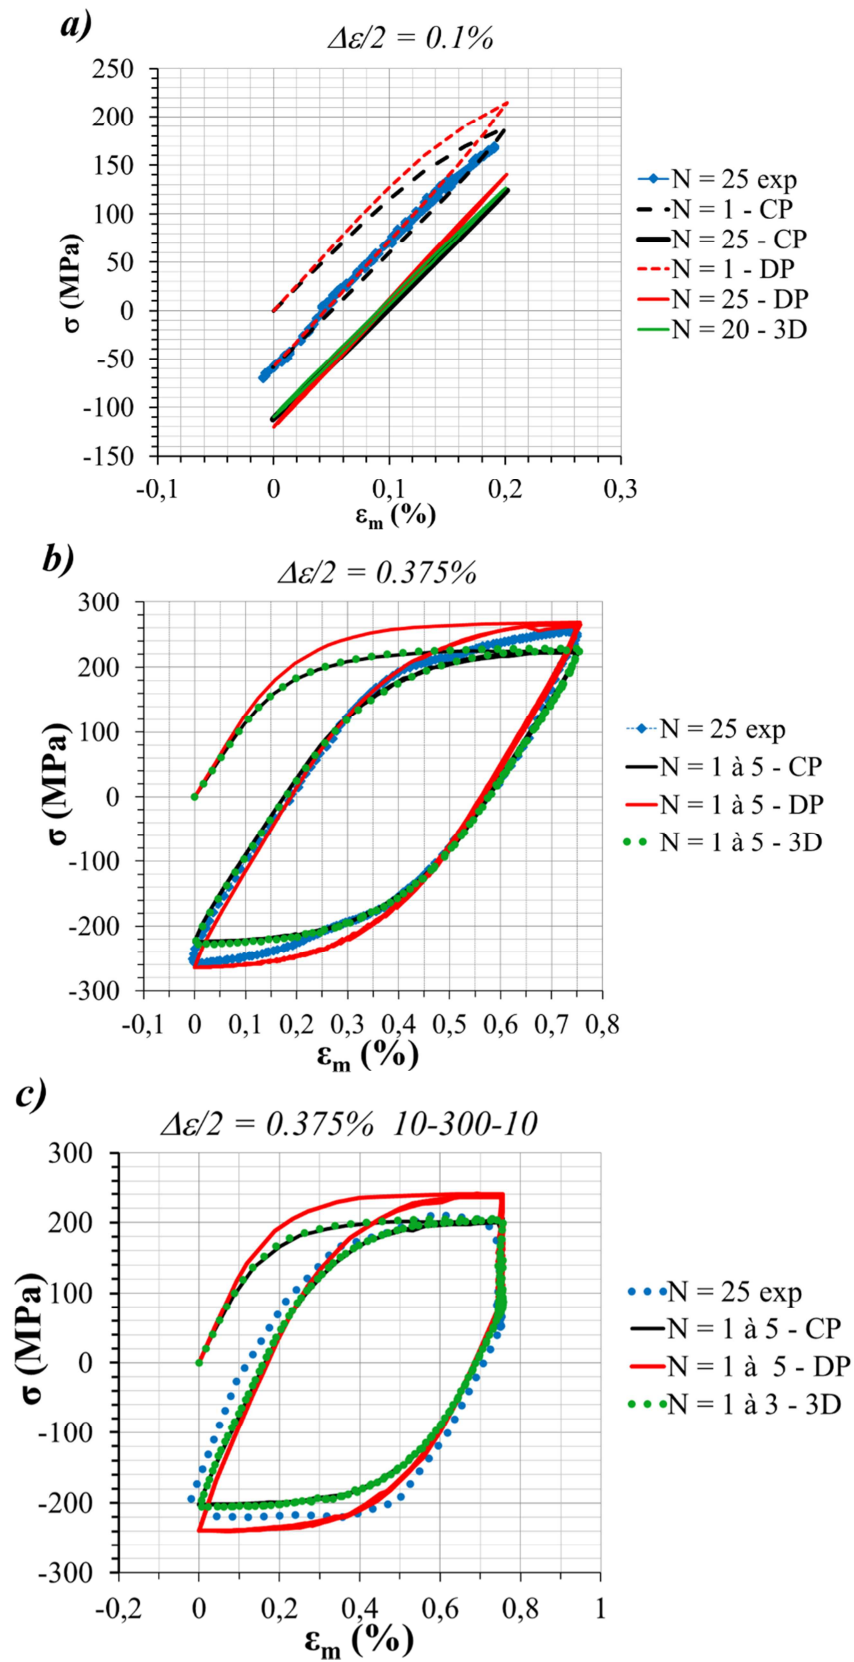 a)
Δε/2 = 0.1%
250
200
150
100
50
0
-50
-100
-150
-0,1 0 0,1 0,2 0,3
σ (MPa)
εm (%)
N = 25 exp
N = 1 - CP
N = 25 - CP
N = 1 - DP
N = 25 - DP
N = 20 - 3D
b)
Δε/2 = 0.375%
300
200
100
0
-100
-200
-300
-0,1 0 0,1 0,2 0,3 0,4 0,5 0,6 0,7 0,8
σ (MPa)
εm (%)
N = 25 exp
N = 1 à 5 - CP
N = 1 à 5 - DP
N = 1 à 5 - 3D
c)
Δε/2 = 0.375% 10-300-10
300
200
100
0
-100
-200
-300
-0,2 0 0,2 0,4 0,6 0,8 1
σ (MPa)
εm (%)
N = 25 exp
N = 1 à 5 - CP
N = 1 à 5 - DP
N = 1 à 3 - 3D